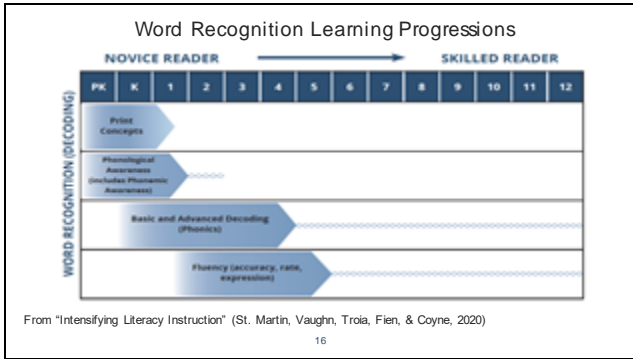 Word Recognition Learning Progressions
NOVICE READER SKILLED READER
PK K 1 2 3 4 5 6 7 8 9 10 11 12
WORD RECOGNITION (DECODING)
Print
Concepts
Phonological
Awareness
(includes Phonemic
Awareness)
Basic and Advanced Decoding
(Phonics)
Fluency (accuracy, rate,
expression)
From “Intensifying Literacy Instruction” (St. Martin, Vaughn, Troia, Fien, & Coyne, 2020)
16